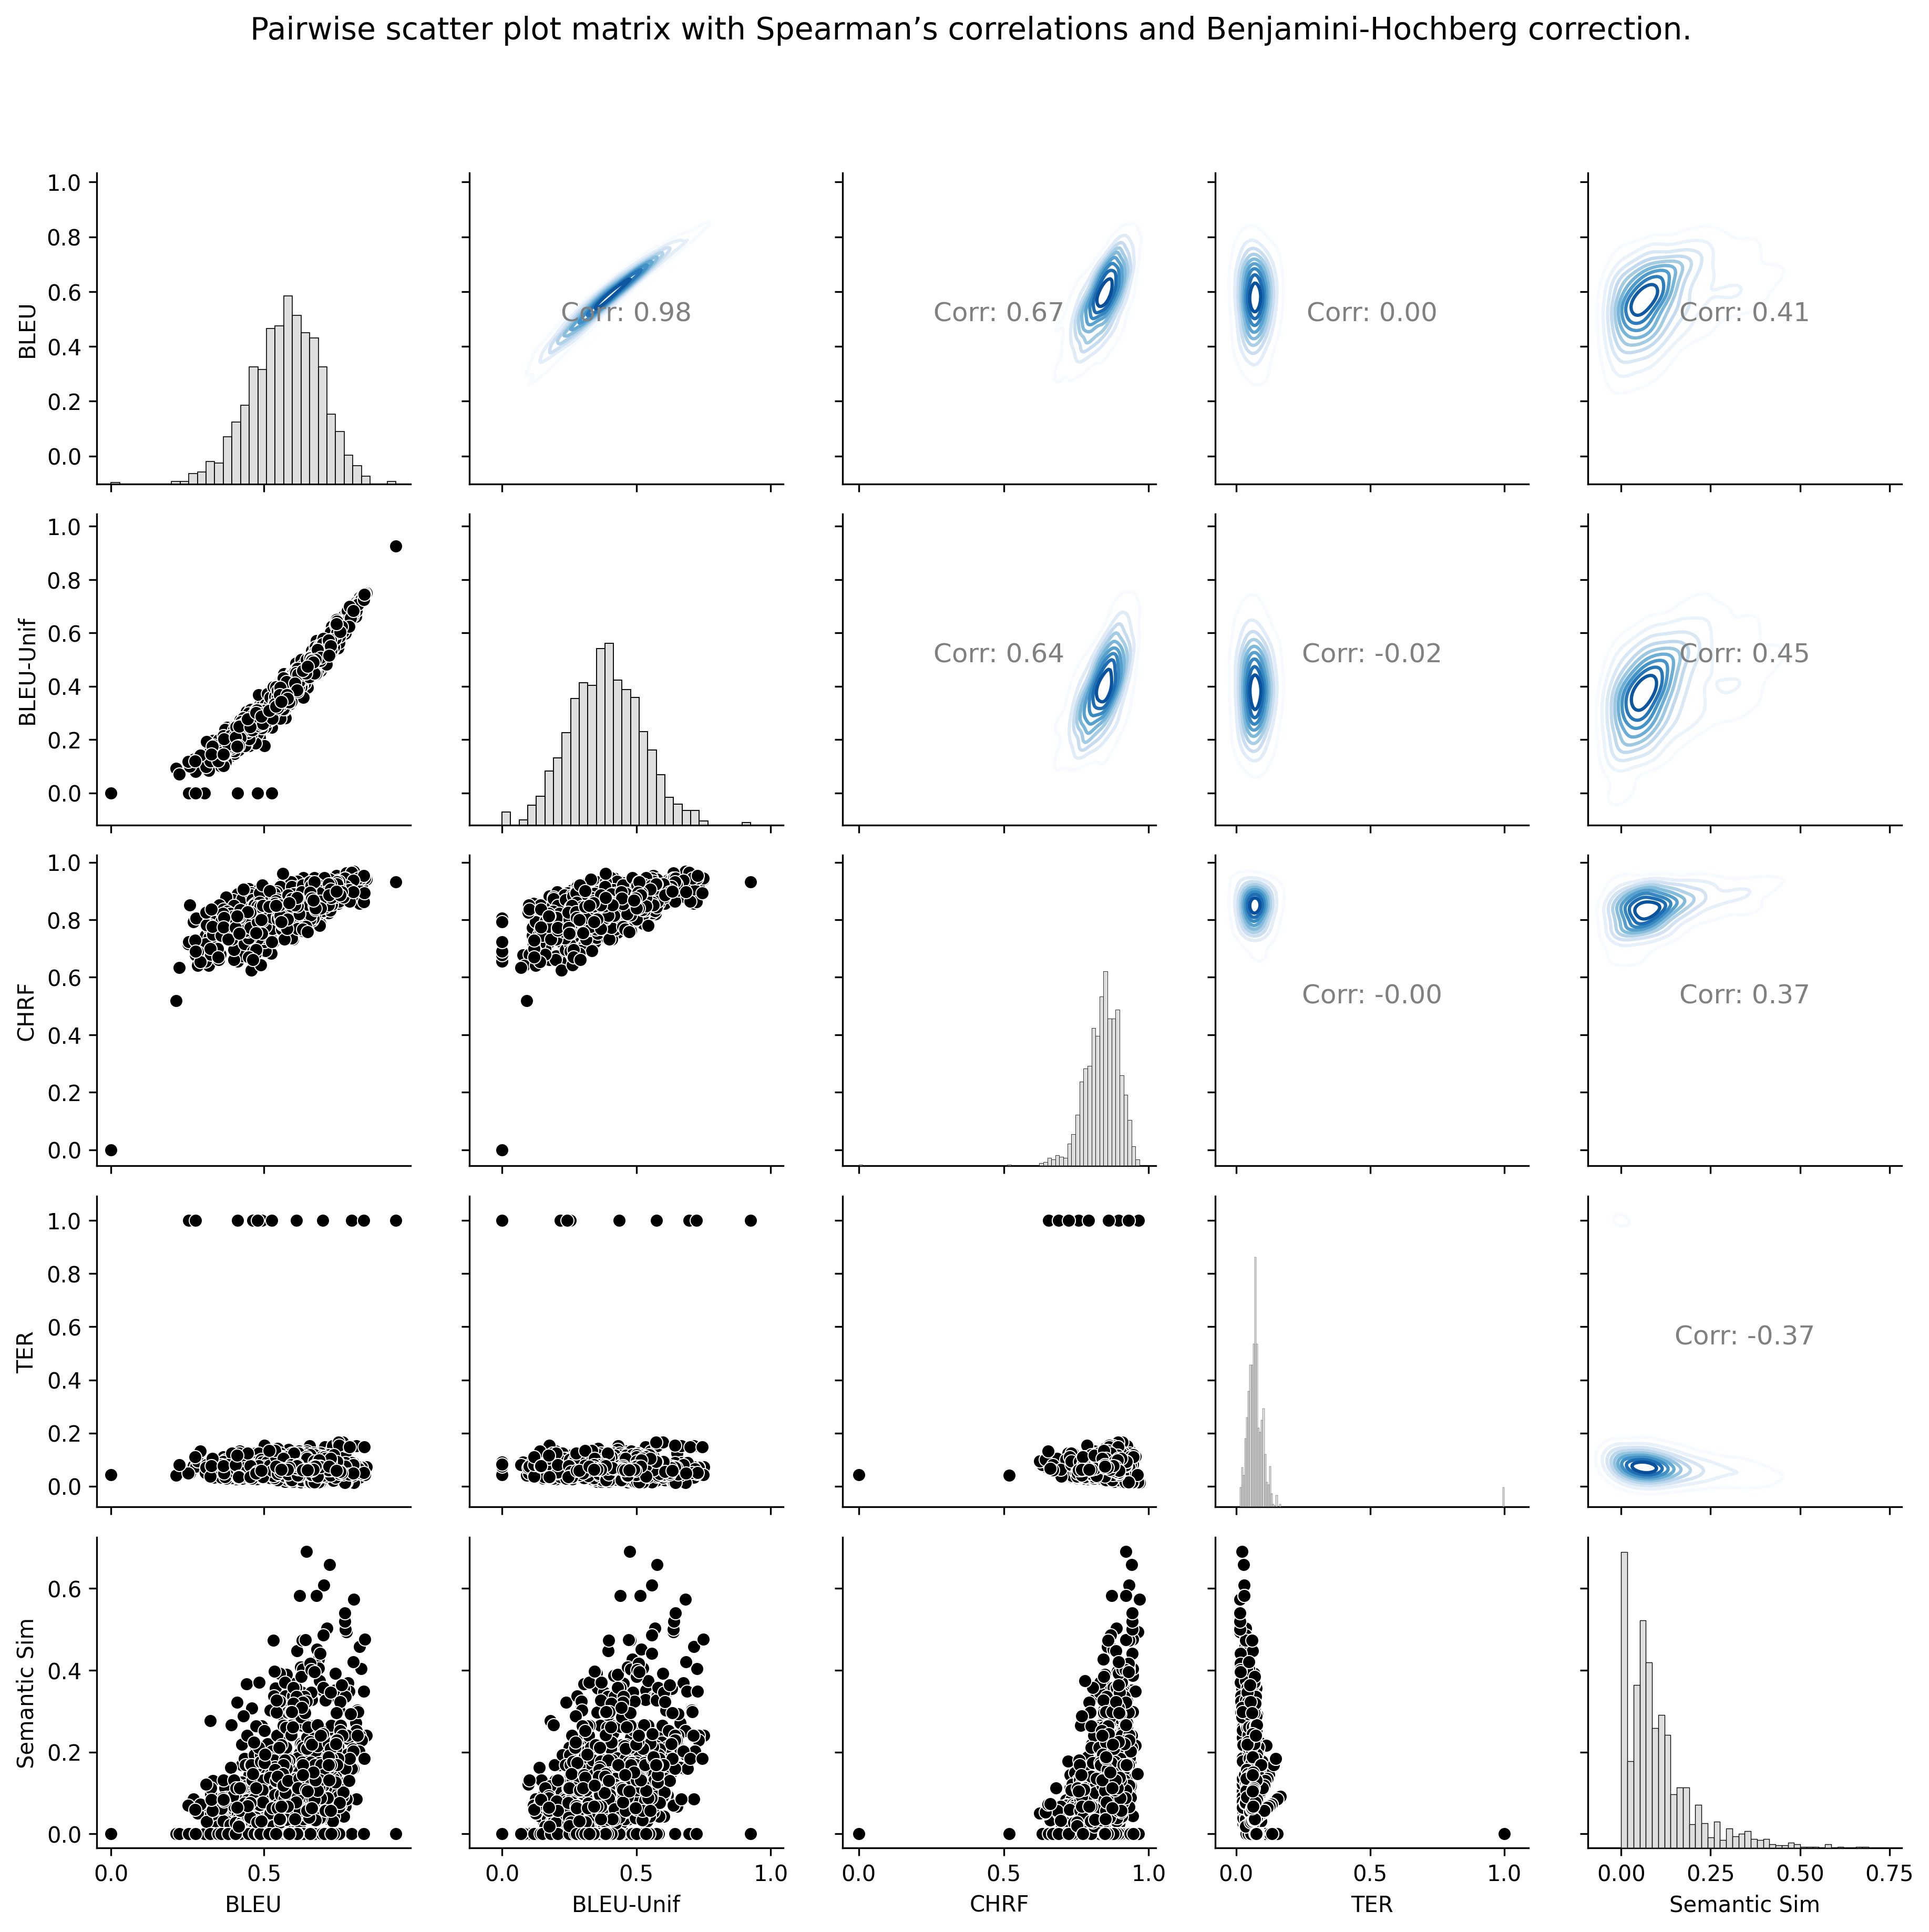 Pairwise scatter plot matrix with Spearman’s correlations and Benjamini-Hochberg correction.
1.0
0.8
0.6
0.4
0.2
0.0
BLEU
Corr: 0.98
Corr: 0.67
Corr: 0.00
Corr: 0.41
1.0
0.8
0.6
0.4
0.2
0.0
BLEU-Unif
Corr: 0.64
Corr: -0.02
Corr: 0.45
1.0
0.8
0.6
0.4
0.2
0.0
CHRF
Corr: -0.00
Corr: 0.37
1.0
0.8
0.6
0.4
0.2
0.0
TER
Corr: -0.37
0.6
0.4
0.2
0.0
Semantic Sim
0.0 0.5
0.0 0.5 1.0
0.0 0.5 1.0
0.0 0.5 1.0
0.00 0.25 0.50 0.75
BLEU
BLEU-Unif
CHRF
TER
Semantic Sim